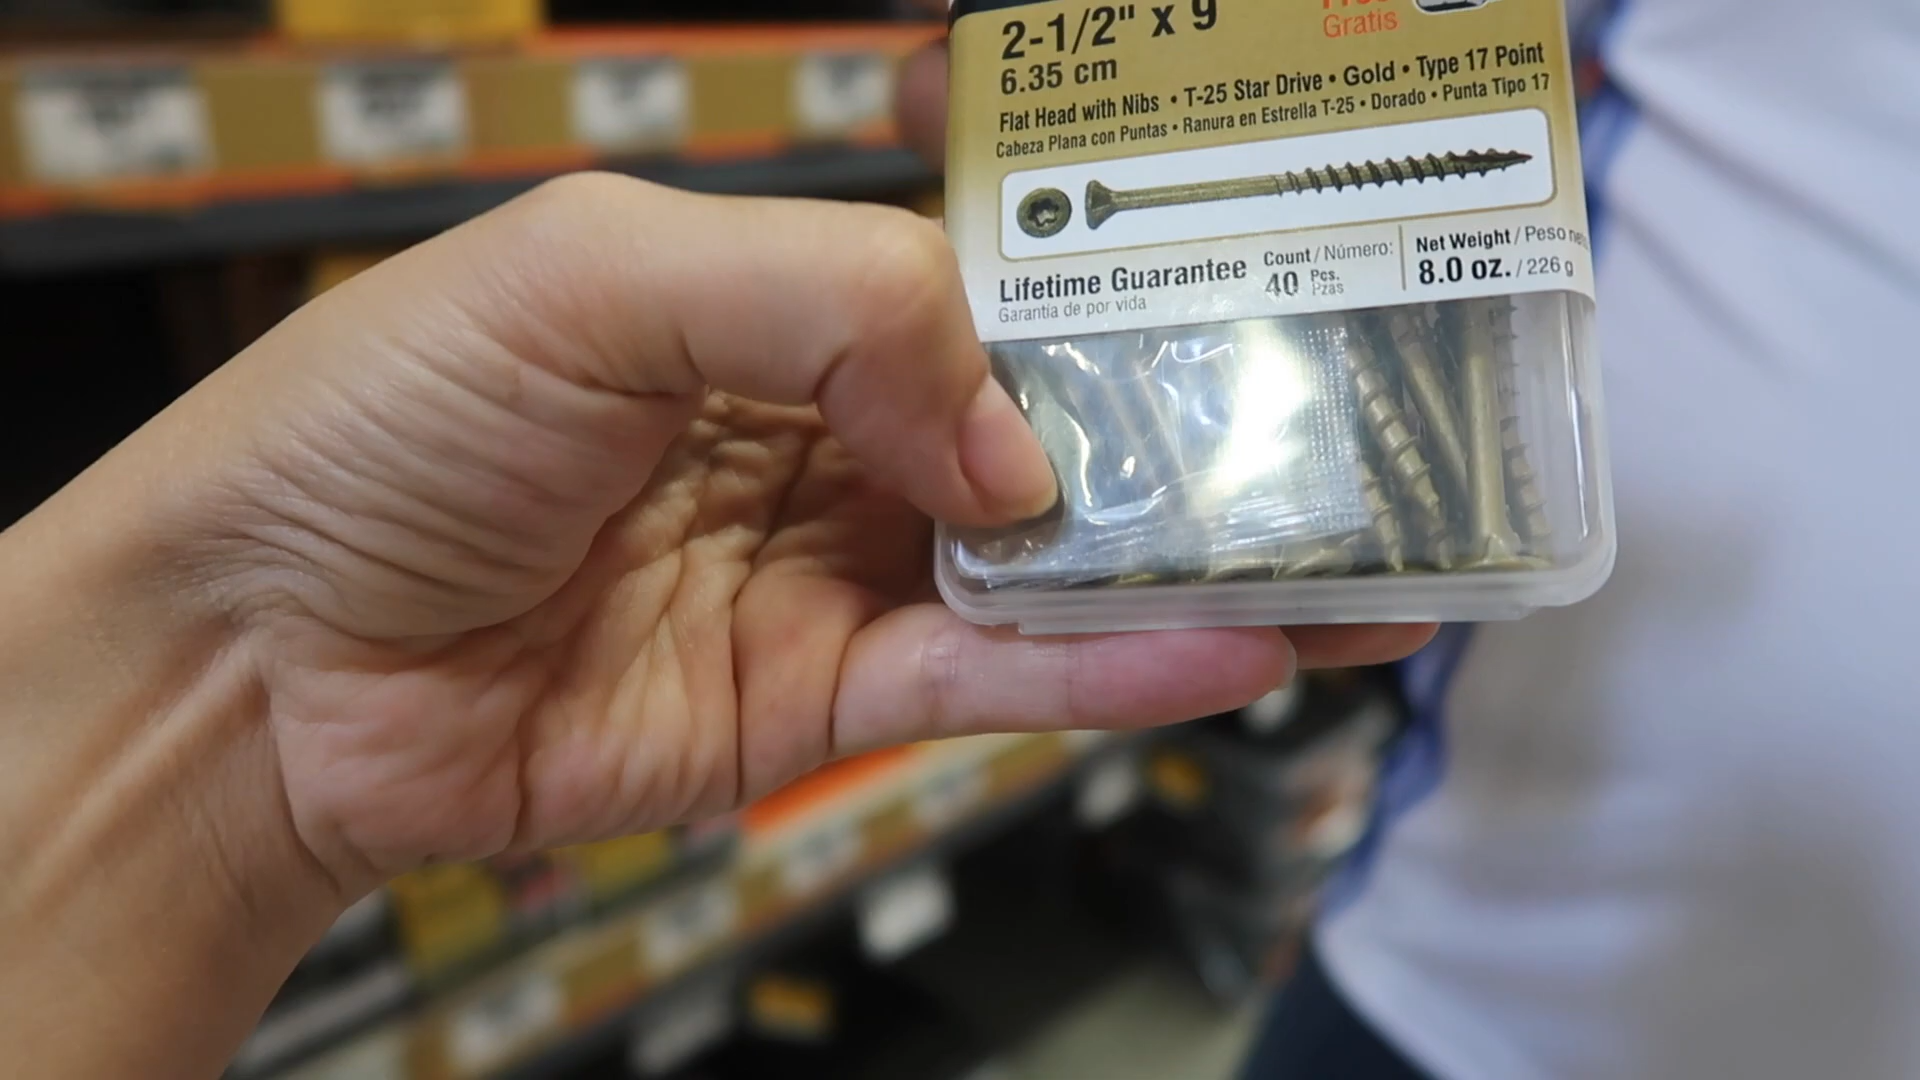 2-1/2" x 9
6.35 cm
Gratis
Flat Head with Nibs • T-25 Star Drive • Gold • Type 17 Point
Cabeza Plana con Puntas • Ranura en Estrella T-25 • Dorado • Punta Tipo 17
Lifetime Guarantee
Garantía de por vida
Count / Número:
40 Pcs.
Pzas
Net Weight / Peso
8.0 oz. / 226 g